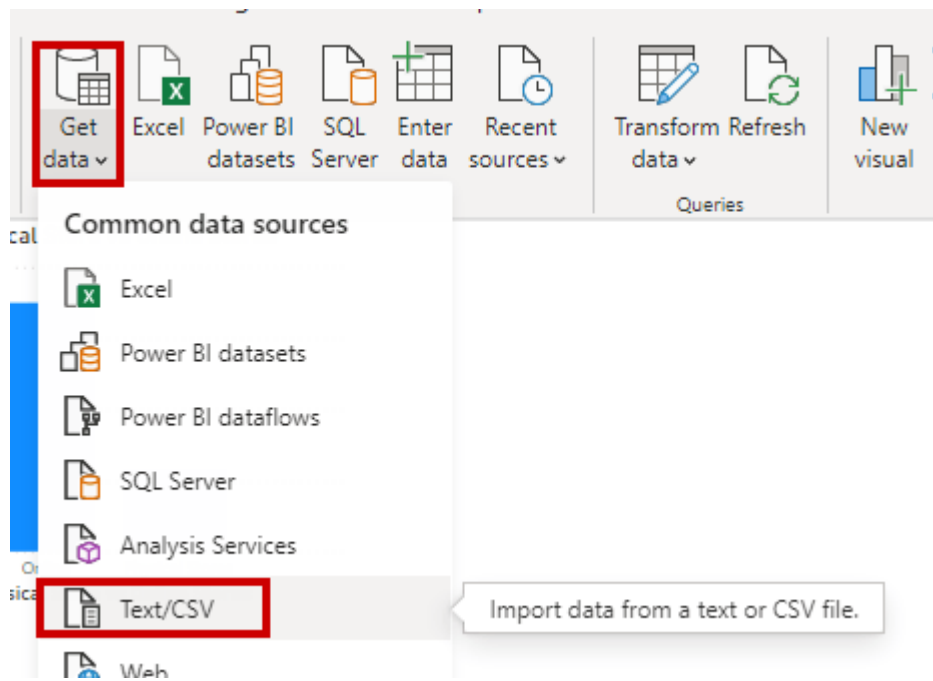 Get data
Excel
Power BI datasets
SQL Server
Enter data
Recent sources
Transform data
Refresh
New visual
Queries
Common data sources
cal
Excel
Power BI datasets
Power BI dataflows
SQL Server
Analysis Services
Text/CSV
Import data from a text or CSV file.
Web